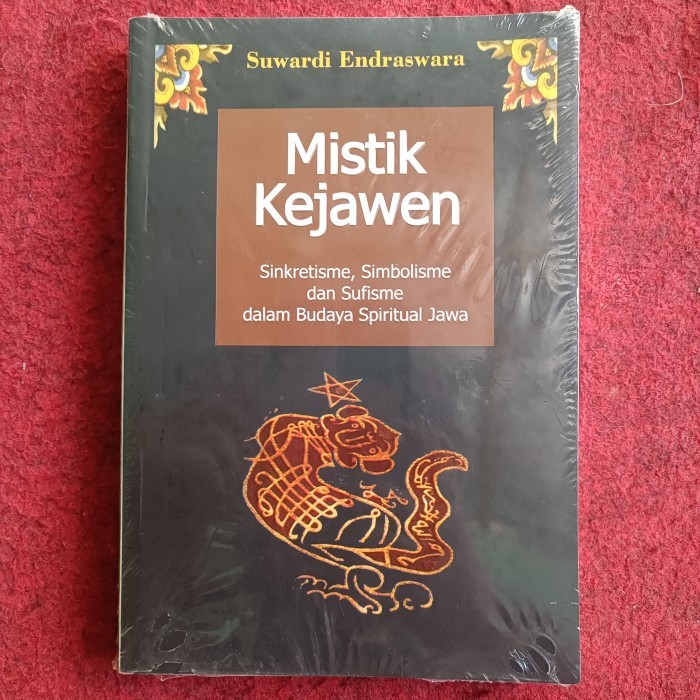 Suwardi Endraswara
Mistik
Kejawen
Sinkretisme, Simbolisme
dan Sufisme
dalam Budaya Spiritual Jawa